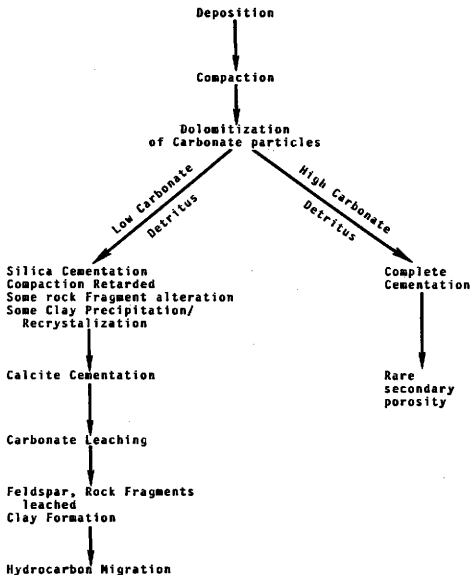 Deposition
Compaction
Dolomitization
of Carbonate particles
Low Carbonate
Detritus
High Carbonate
Detritus
Silica Cementation
Compaction Retarded
Some rock Fragment alteration
Some Clay Precipitation/
Recrystalization
Complete
Cementation
Calcite Cementation
Rare
secondary
porosity
Carbonate Leaching
Feldspar, Rock Fragments
leached
Clay Formation
Hydrocarbon Migration